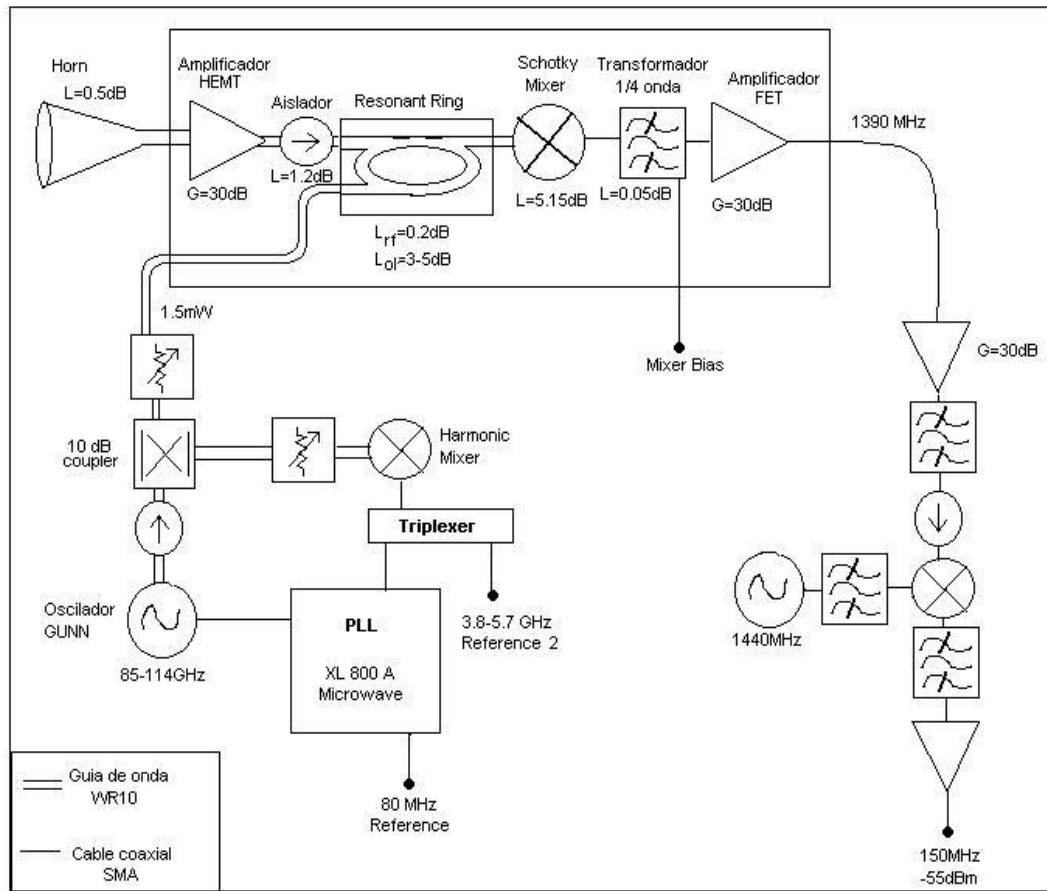 Horn
L=0.5dB
Amplificador
HEMT
G=30dB
Aislador
L=1.2dB
Resonant Ring
Lrf=0.2dB
Lol=3-5dB
Schotky
Mixer
L=5.15dB
Transformador
1/4 onda
L=0.05dB
Amplificador
FET
G=30dB
1390 MHz
1.5mW
Mixer Bias
G=30dB
10 dB
coupler
Harmonic
Mixer
Triplexer
Oscilador
GUNN
85-114GHz
PLL
XL 800 A
Microwave
3.8-5.7 GHz
Reference 2
1440MHz
80 MHz
Reference
150MHz
-55dBm
Guia de onda
WR10
Cable coaxial
SMA